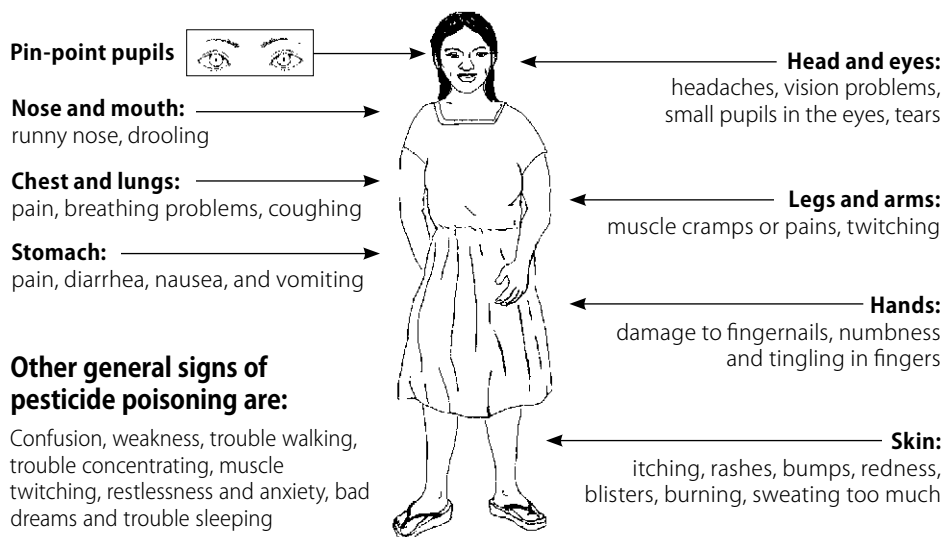 Pin-point pupils
Nose and mouth:
runny nose, drooling
Chest and lungs:
pain, breathing problems, coughing
Stomach:
pain, diarrhea, nausea, and vomiting
Other general signs of
pesticide poisoning are:
Confusion, weakness, trouble walking,
trouble concentrating, muscle
twitching, restlessness and anxiety, bad
dreams and trouble sleeping
Head and eyes:
headaches, vision problems,
small pupils in the eyes, tears
Legs and arms:
muscle cramps or pains, twitching
Hands:
damage to fingernails, numbness
and tingling in fingers
Skin:
itching, rashes, bumps, redness,
blisters, burning, sweating too much